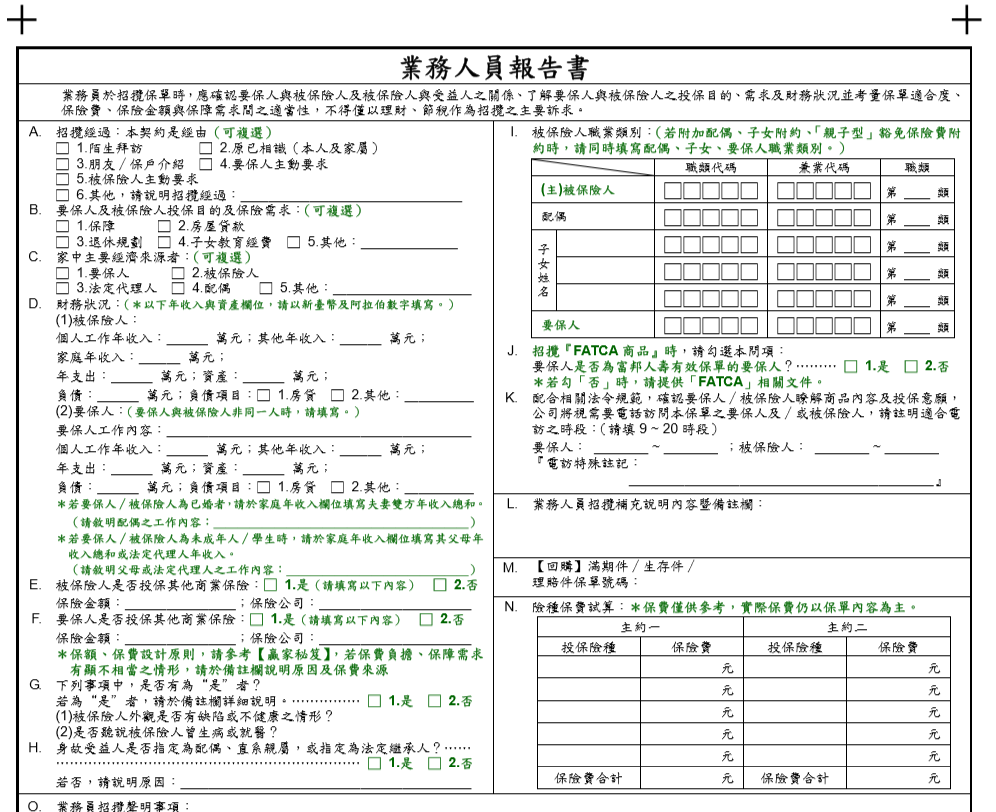 業務人員報告書
業務員於招攬保單時，應確認要保人與被保險人及被保險人與受益人之關係、了解要保人與被保險人之投保目的、需求及財務狀況並考量保單適合度、
保險費、保險金額與保障需求間之適當性，不得僅以理財、節稅作為招攬之主要訴求。
A. 招攬經過：本契約是經由（可複選）
□ 1.陌生拜訪 □ 2.原已相識（本人及家屬）
□ 3.朋友／保戶介紹 □ 4.要保人主動要求
□ 5.被保險人主動要求
□ 6.其他，請說明招攬經過：
B. 要保人及被保險人投保目的及保險需求：（可複選）
□ 1.保障 □ 2.房屋貸款
□ 3.退休規劃 □ 4.子女教育經費 □ 5.其他：
C. 家中主要經濟來源者：（可複選）
□ 1.要保人 □ 2.被保險人
□ 3.法定代理人 □ 4.配偶 □ 5.其他：
D. 財務狀況：（＊以下年收入與資產欄位，請以新臺幣及阿拉伯數字填寫。）
(1)被保險人：
個人工作年收入：______ 萬元；其他年收入：______ 萬元；
家庭年收入：______ 萬元；
年支出：______ 萬元；資產：______ 萬元；
負債：______ 萬元；負債項目：□ 1.房貸 □ 2.其他：
(2)要保人：（要保人與被保險人非同一人時，請填寫。）
要保人工作內容：
個人工作年收入：______ 萬元；其他年收入：______ 萬元；
年支出：______ 萬元；資產：______ 萬元；
負債：______ 萬元；負債項目：□ 1.房貸 □ 2.其他：
＊若要保人／被保險人為已婚者，請於家庭年收入欄位填寫夫妻雙方年收入總和。
（請敘明配偶之工作內容：______）
＊若要保人／被保險人為未成年人／學生時，請於家庭年收入欄位填寫其父母年
收入總和或法定代理人年收入。
（請敘明父母或法定代理人之工作內容：______）
E. 被保險人是否投保其他商業保險：□ 1.是（請填寫以下內容） □ 2.否
保險金額：______；保險公司：______
F. 要保人是否投保其他商業保險：□ 1.是（請填寫以下內容） □ 2.否
保險金額：______；保險公司：______
＊保額、保費設計原則，請參考【贏家秘笈】，若保費負擔、保障需求
有顯不相當之情形，請於備註欄說明原因及保費來源
G. 下列事項中，是否有為“是”者？
若為“是”者，請於備註欄詳細說明。…………… □ 1.是 □ 2.否
(1)被保險人外觀是否有缺陷或不健康之情形？
(2)是否聽說被保險人曾生病或就醫？
H. 身故受益人是否指定為配偶、直系親屬，或指定為法定繼承人？……
…………………………………………………… □ 1.是 □ 2.否
若否，請說明原因：
I. 被保險人職業類別：（若附加配偶、子女附約、「親子型」豁免保險費附
約時，請同時填寫配偶、子女、要保人職業類別。）
職類代碼 兼業代碼 職類
(主)被保險人 □□□□□ □□□□□ 第 ___ 類
配偶 □□□□□ □□□□□ 第 ___ 類
子女姓名 □□□□□ □□□□□ 第 ___ 類
□□□□□ □□□□□ 第 ___ 類
□□□□□ □□□□□ 第 ___ 類
要保人 □□□□□ □□□□□ 第 ___ 類
J. 招攬『FATCA 商品』時，請勾選本問項：
要保人是否為富邦人壽有效保單的要保人？……… □ 1.是 □ 2.否
＊若勾「否」時，請提供「FATCA」相關文件。
K. 配合相關法令規範，確認要保人／被保險人瞭解商品內容及投保意願，
公司將視需要電話訪問本保單之要保人及／或被保險人，請註明適合電
訪之時段：（請填 9 ~ 20 時段）
要保人：______ ~ ______；被保險人：______ ~ ______
『電訪特殊註記：
______』
L. 業務人員招攬補充說明內容暨備註欄：
M. 【回購】滿期件／生存件／
理賠件保單號碼：
N. 險種保費試算：＊保費僅供參考，實際保費仍以保單內容為主。
主約一 主約二
投保險種 保險費 投保險種 保險費
元 元
元 元
元 元
元 元
元 元
保險費合計 元 保險費合計 元
O. 業務員招攬聲明事項：